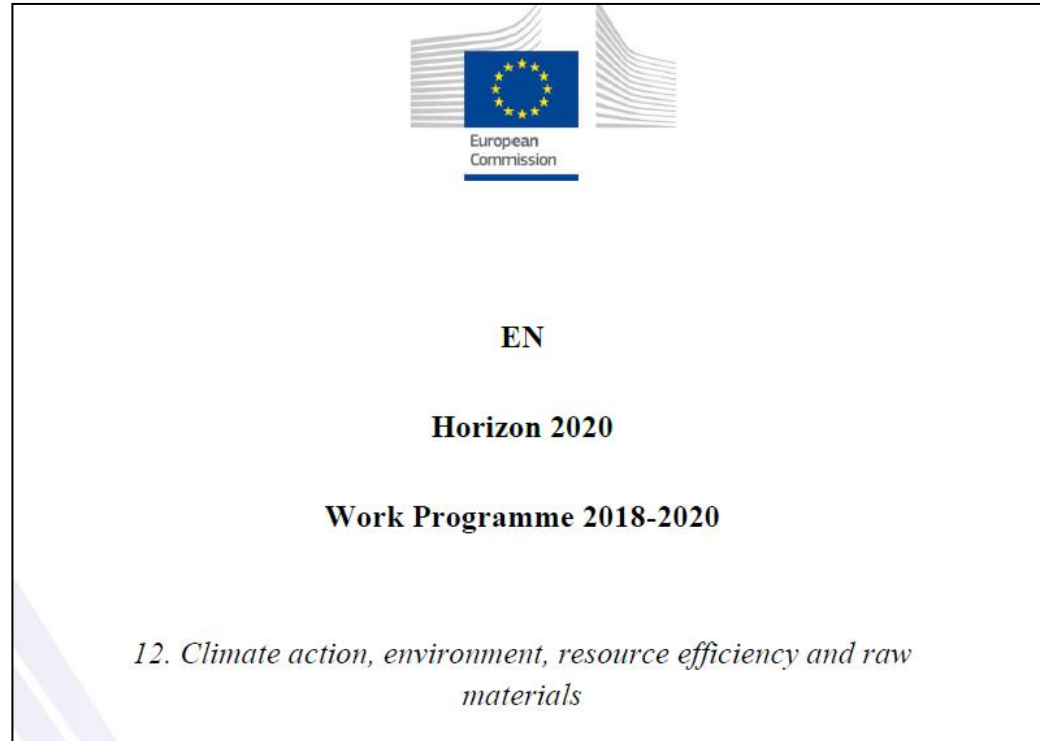 European
Commission
EN
Horizon 2020
Work Programme 2018-2020
12. Climate action, environment, resource efficiency and raw
materials